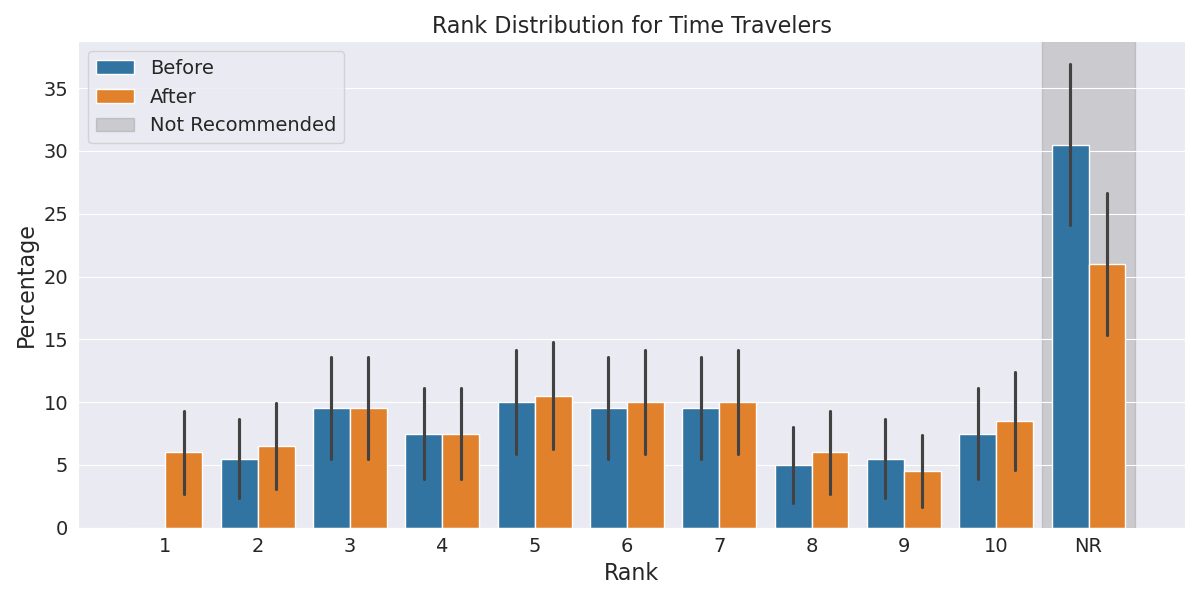 Rank Distribution for Time Travelers
Before
After
Not Recommended
Percentage
35
30
25
20
15
10
5
0
1 2 3 4 5 6 7 8 9 10 NR
Rank